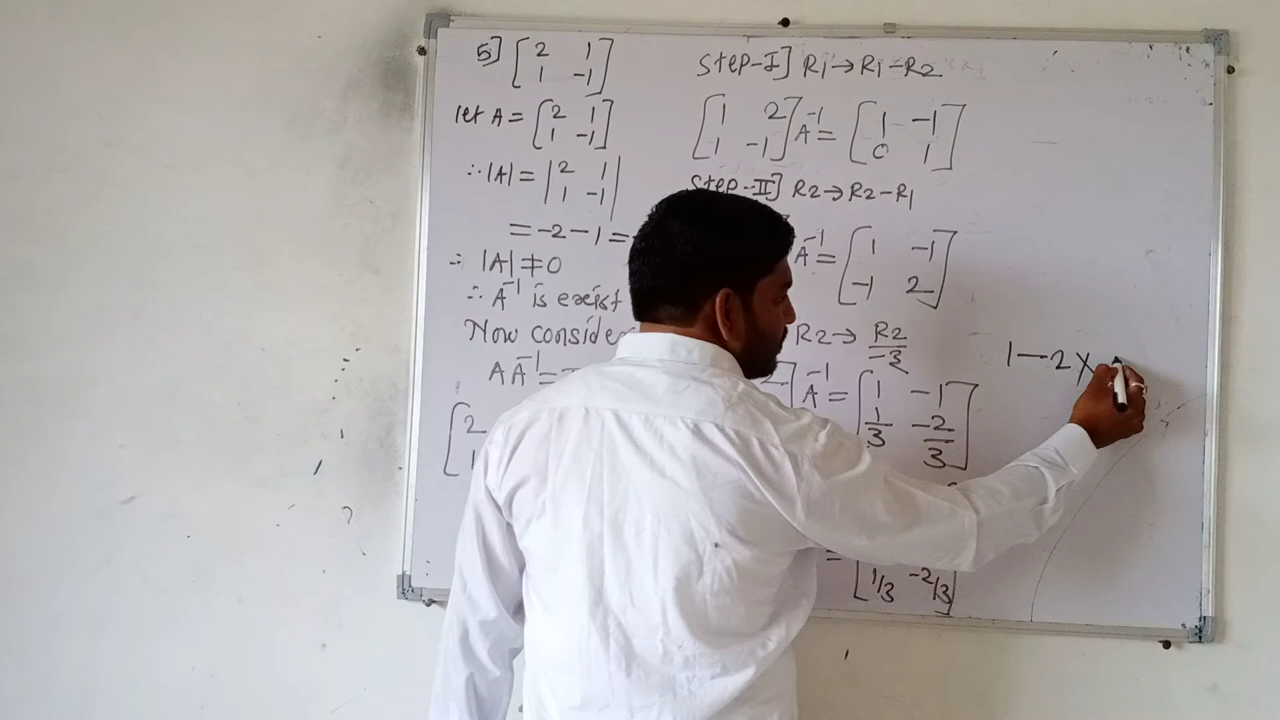 5] [2 1
1 -1]
let A = [2 1
1 -1]
∴ |A| = |2 1
1 -1|
= -2 - 1 =
∴ |A| ≠ 0
∴ A⁻¹ is exist
Now consider
A A⁻¹ =
[2
Step-I] R1 → R1 - R2
[1 2
1 -1] A⁻¹ = [1 -1
0 1]
Step-II] R2 → R2 - R1
A⁻¹ = [1 -1
-1 2]
R2 → R2/-3
] A⁻¹ = [1 -1
1/3 -2/3]
= [
1/3 -2/3]
1 - 2 ×